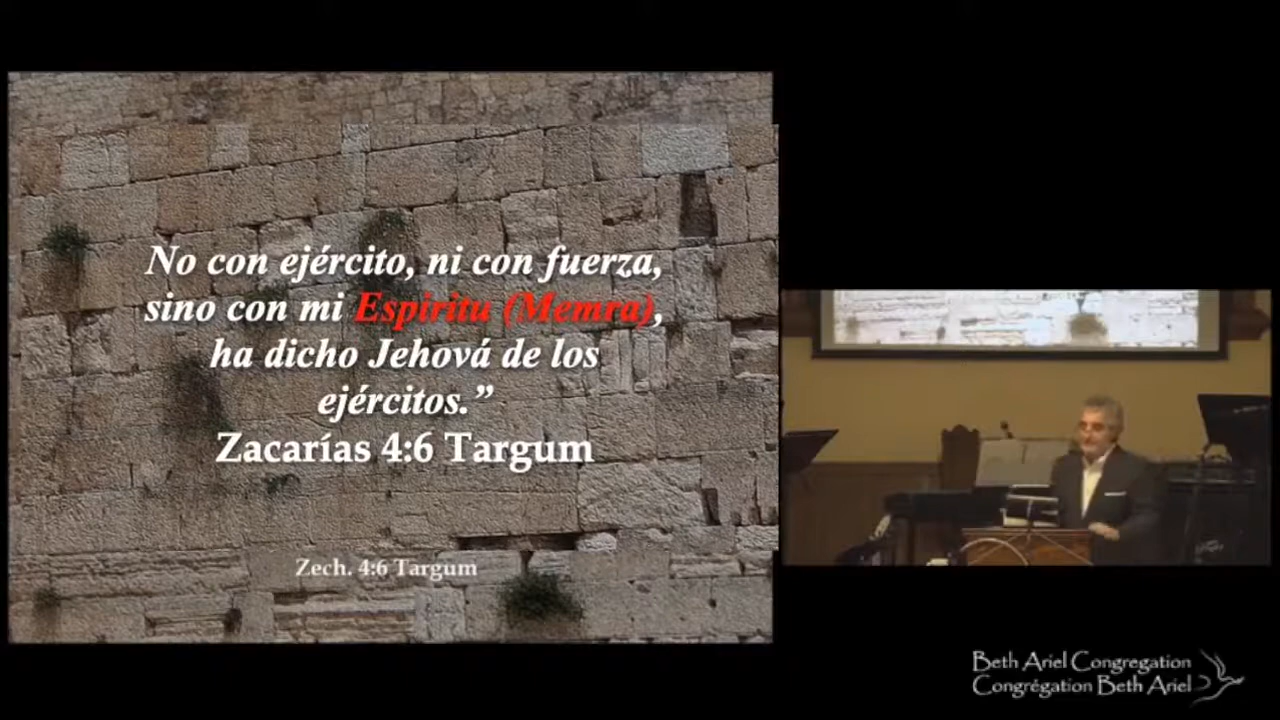 No con ejército, ni con fuerza,
sino con mi Espiritu (Memra),
ha dicho Jehová de los
ejércitos.”
Zacarías 4:6 Targum
Zech. 4:6 Targum
Beth Ariel Congregation
Congrégation Beth Ariel